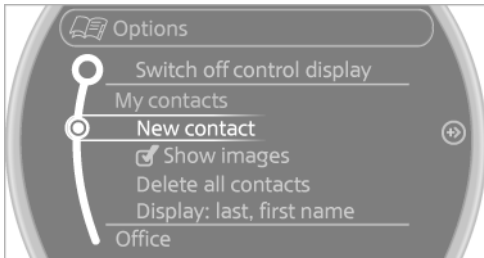 Options
Switch off control display
My contacts
New contact
Show images
Delete all contacts
Display: last, first name
Office